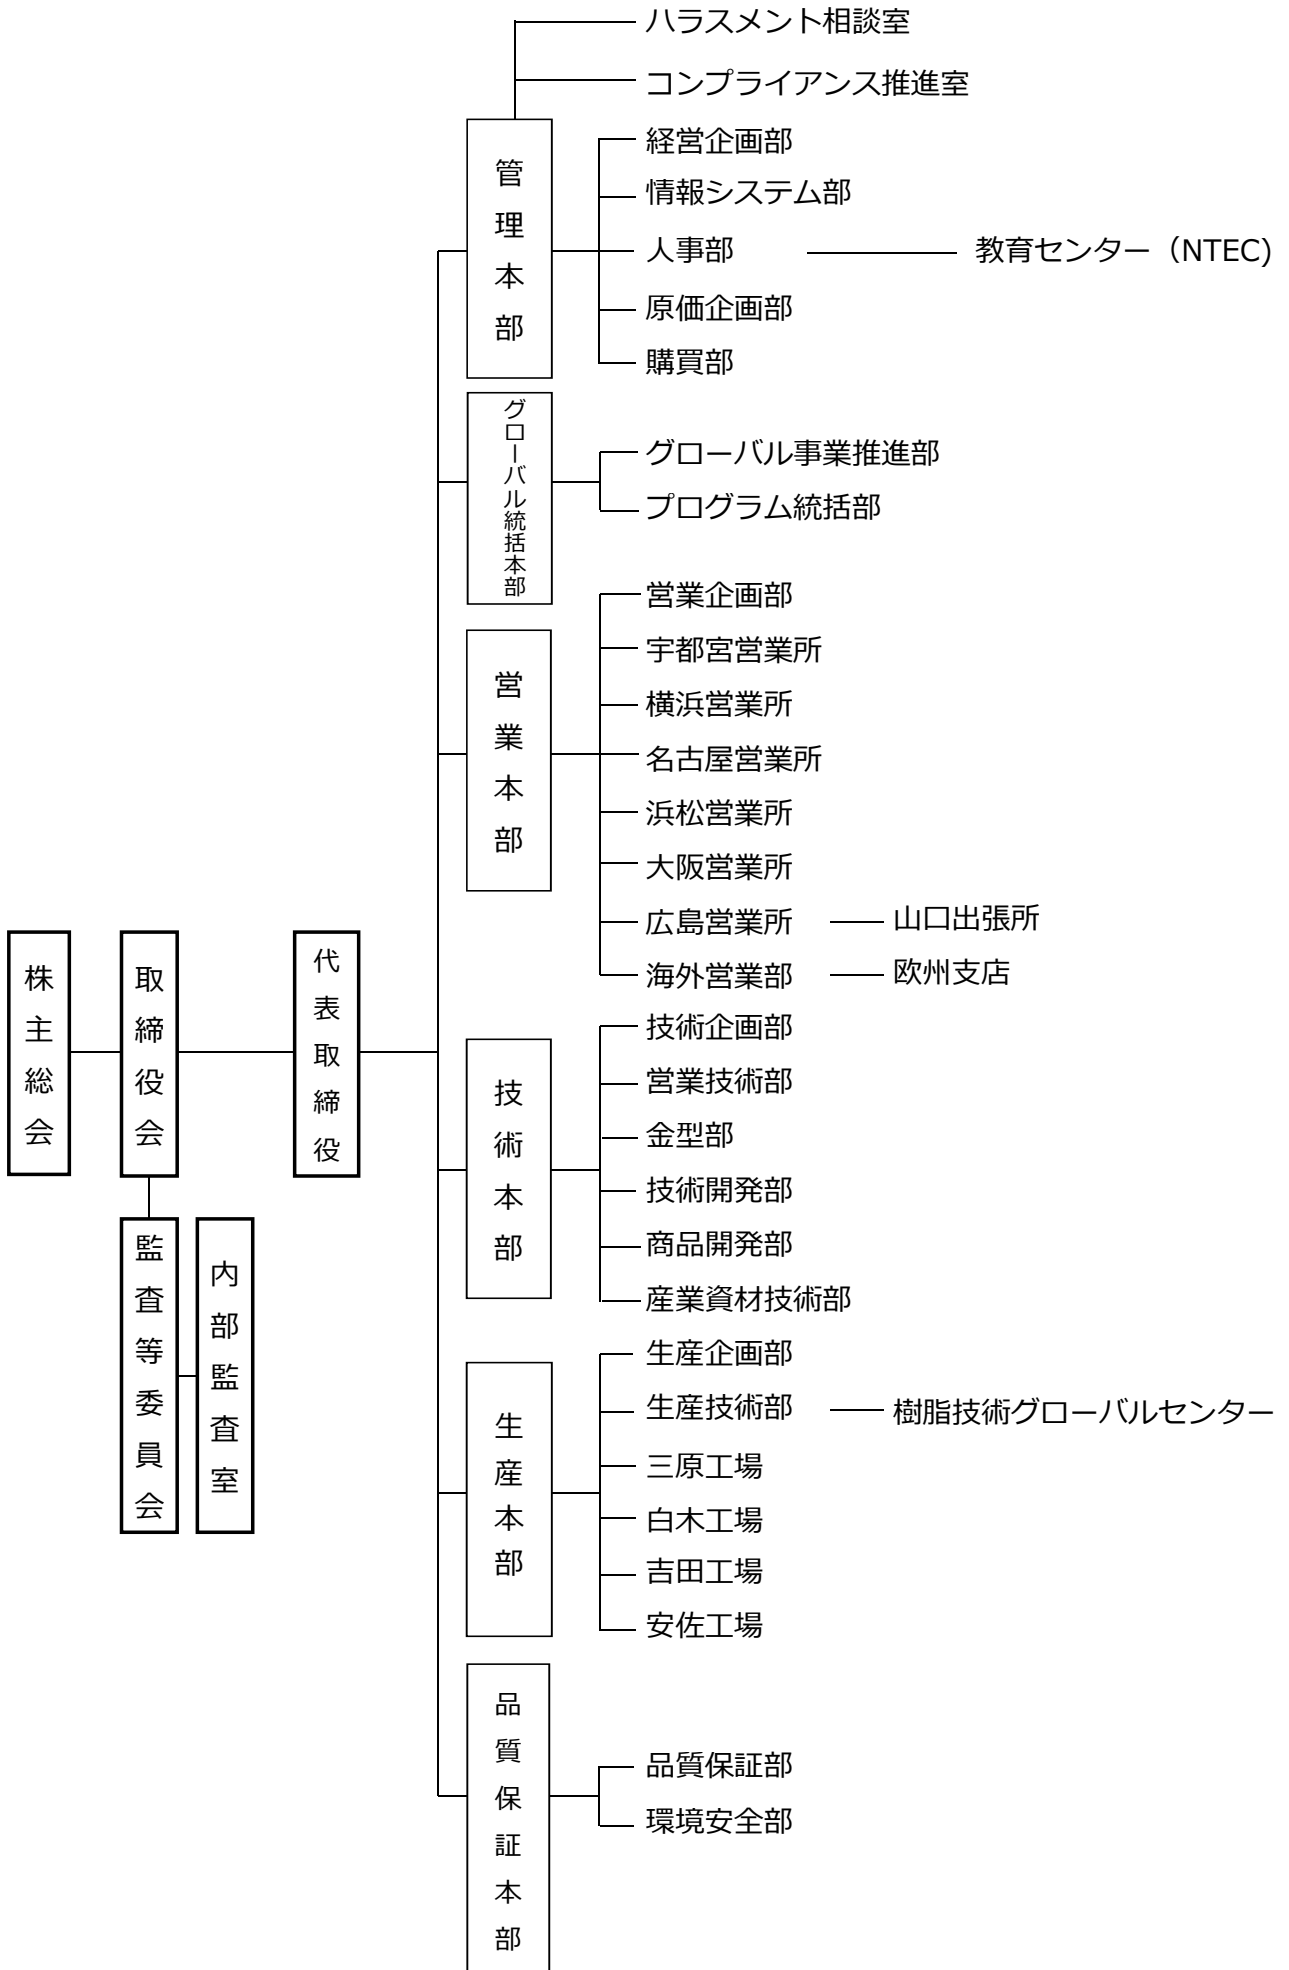 ハラスメント相談室
コンプライアンス推進室
管理本部
経営企画部
情報システム部
人事部
教育センター（NTEC)
原価企画部
購買部
グローバル統括本部
グローバル事業推進部
プログラム統括部
営業本部
営業企画部
宇都宮営業所
横浜営業所
名古屋営業所
浜松営業所
大阪営業所
広島営業所
山口出張所
海外営業部
欧州支店
株主総会
取締役会
代表取締役
監査等委員会
内部監査室
技術本部
技術企画部
営業技術部
金型部
技術開発部
商品開発部
産業資材技術部
生産本部
生産企画部
生産技術部
樹脂技術グローバルセンター
三原工場
白木工場
吉田工場
安佐工場
品質保証本部
品質保証部
環境安全部